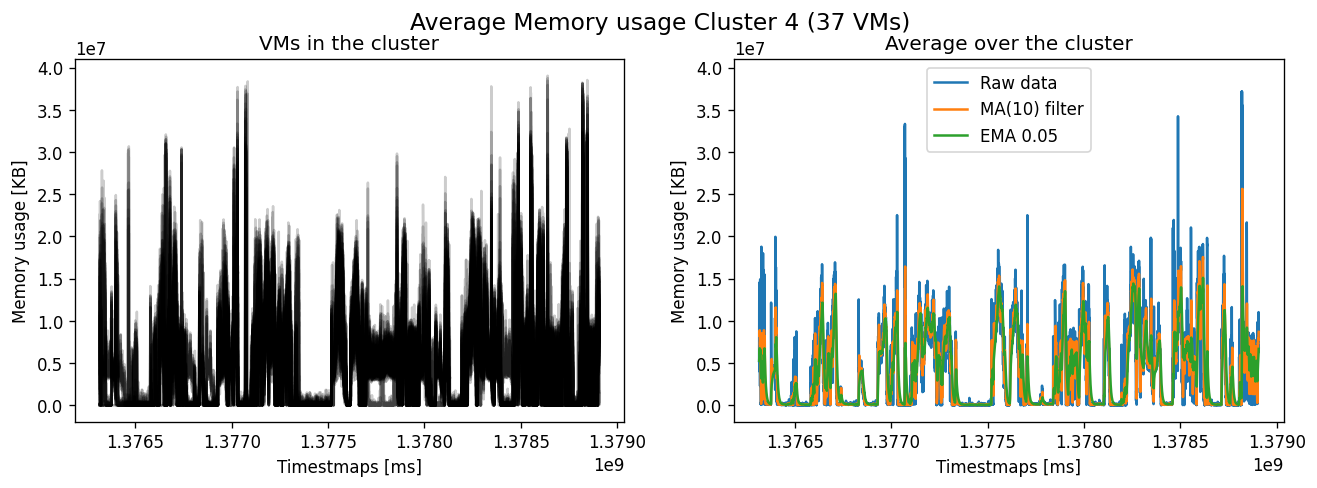 Average Memory usage Cluster 4 (37 VMs)
VMs in the cluster
1e7
4.0
3.5
3.0
2.5
2.0
1.5
1.0
0.5
0.0
Memory usage [KB]
1.3765 1.3770 1.3775 1.3780 1.3785 1.3790
1e9
Timestmaps [ms]
Average over the cluster
1e7
4.0
3.5
3.0
2.5
2.0
1.5
1.0
0.5
0.0
Memory usage [KB]
Raw data
MA(10) filter
EMA 0.05
1.3765 1.3770 1.3775 1.3780 1.3785 1.3790
1e9
Timestmaps [ms]